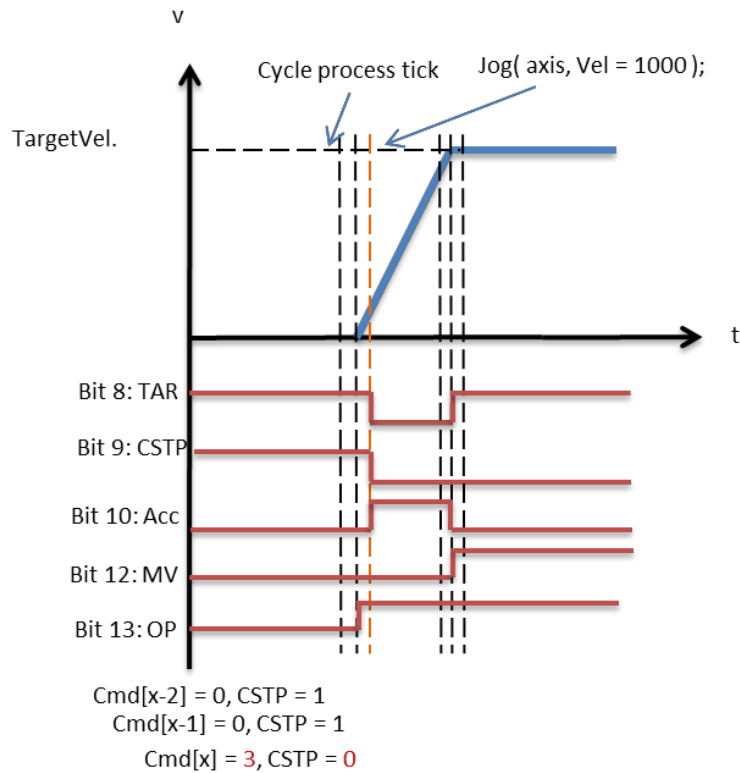 v
Cycle process tick
Jog( axis, Vel = 1000 );
TargetVel.
t
Bit 8: TAR
Bit 9: CSTP
Bit 10: Acc
Bit 12: MV
Bit 13: OP
Cmd[x-2] = 0, CSTP = 1
Cmd[x-1] = 0, CSTP = 1
Cmd[x] = 3, CSTP = 0